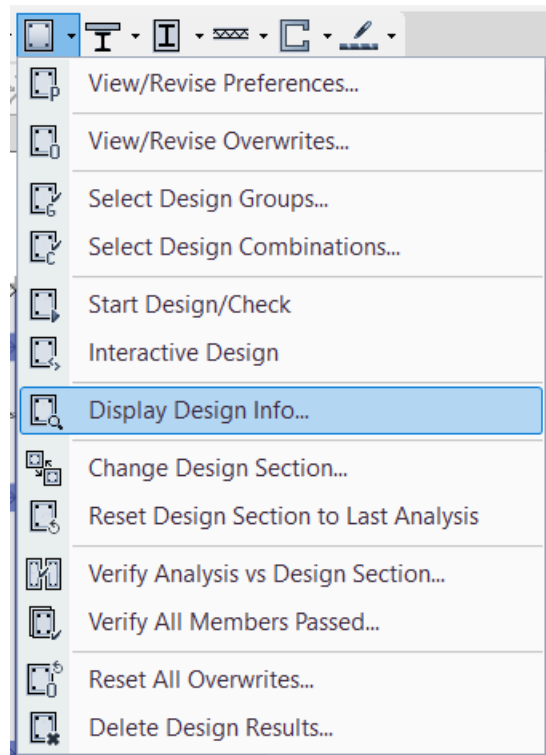 View/Revise Preferences...
View/Revise Overwrites...
Select Design Groups...
Select Design Combinations...
Start Design/Check
Interactive Design
Display Design Info...
Change Design Section...
Reset Design Section to Last Analysis
Verify Analysis vs Design Section...
Verify All Members Passed...
Reset All Overwrites...
Delete Design Results...